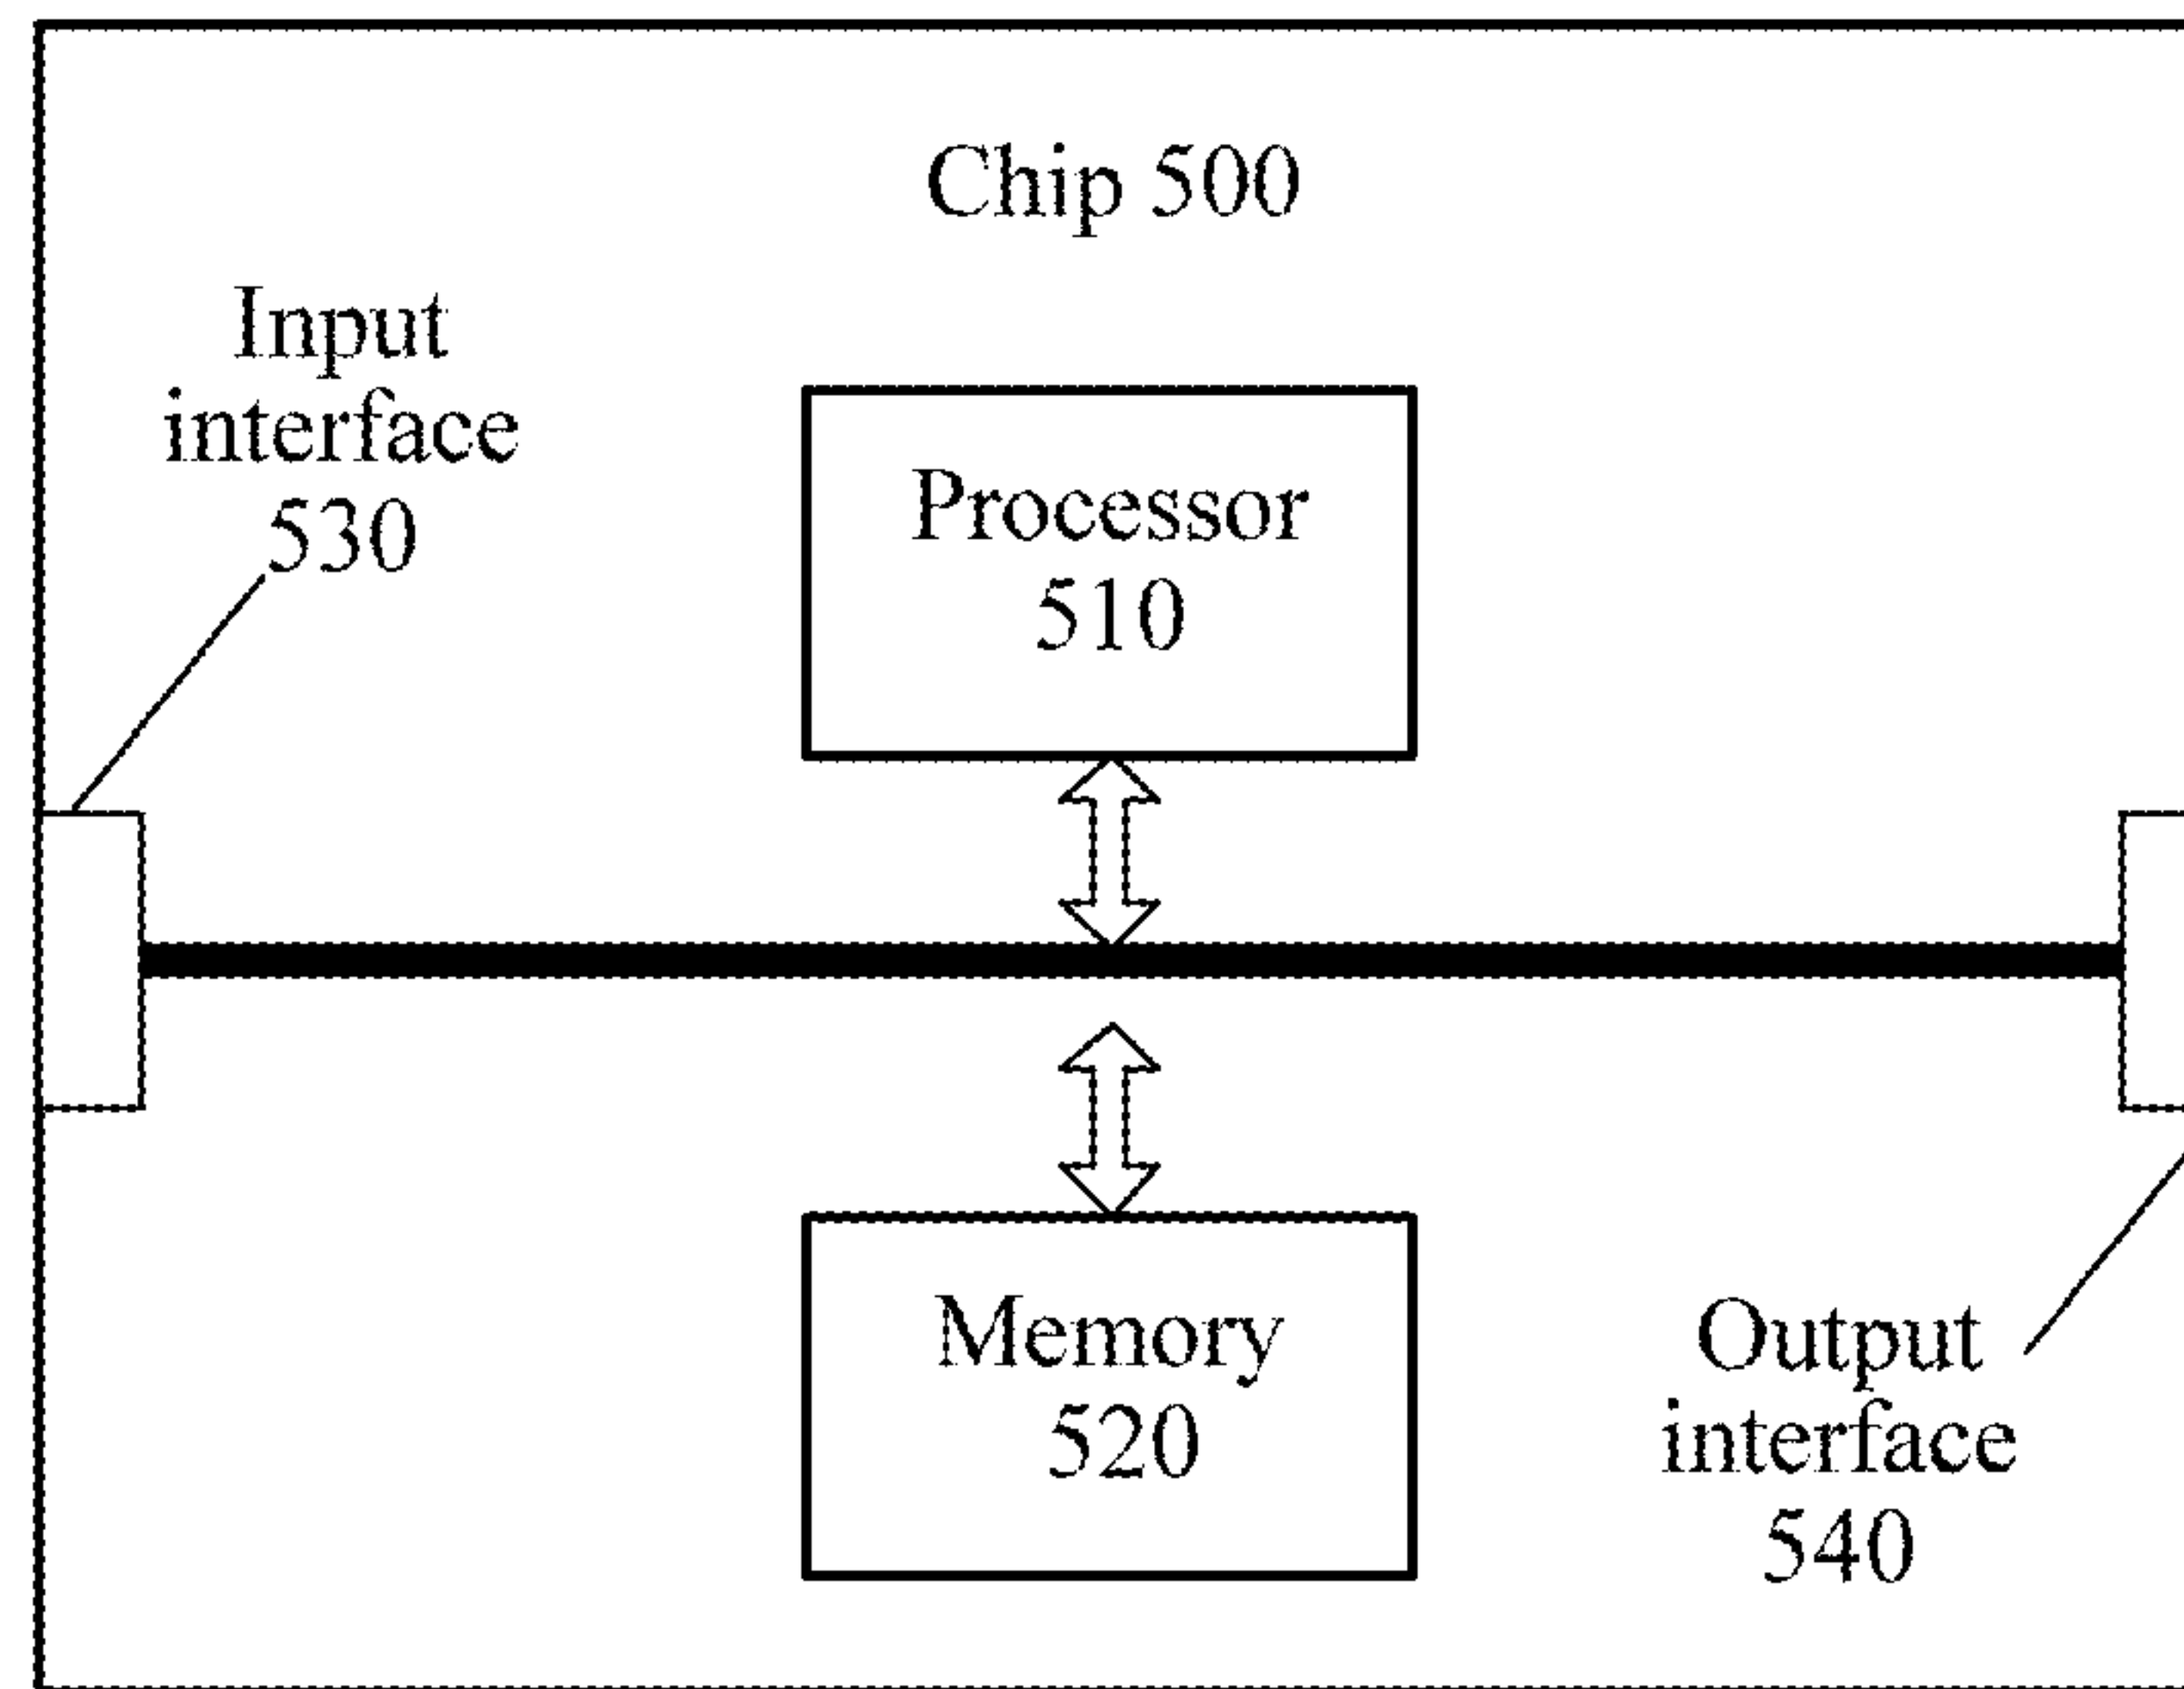 Chip 500
Input
interface
530
Processor
510
Memory
520
Output
interface
540